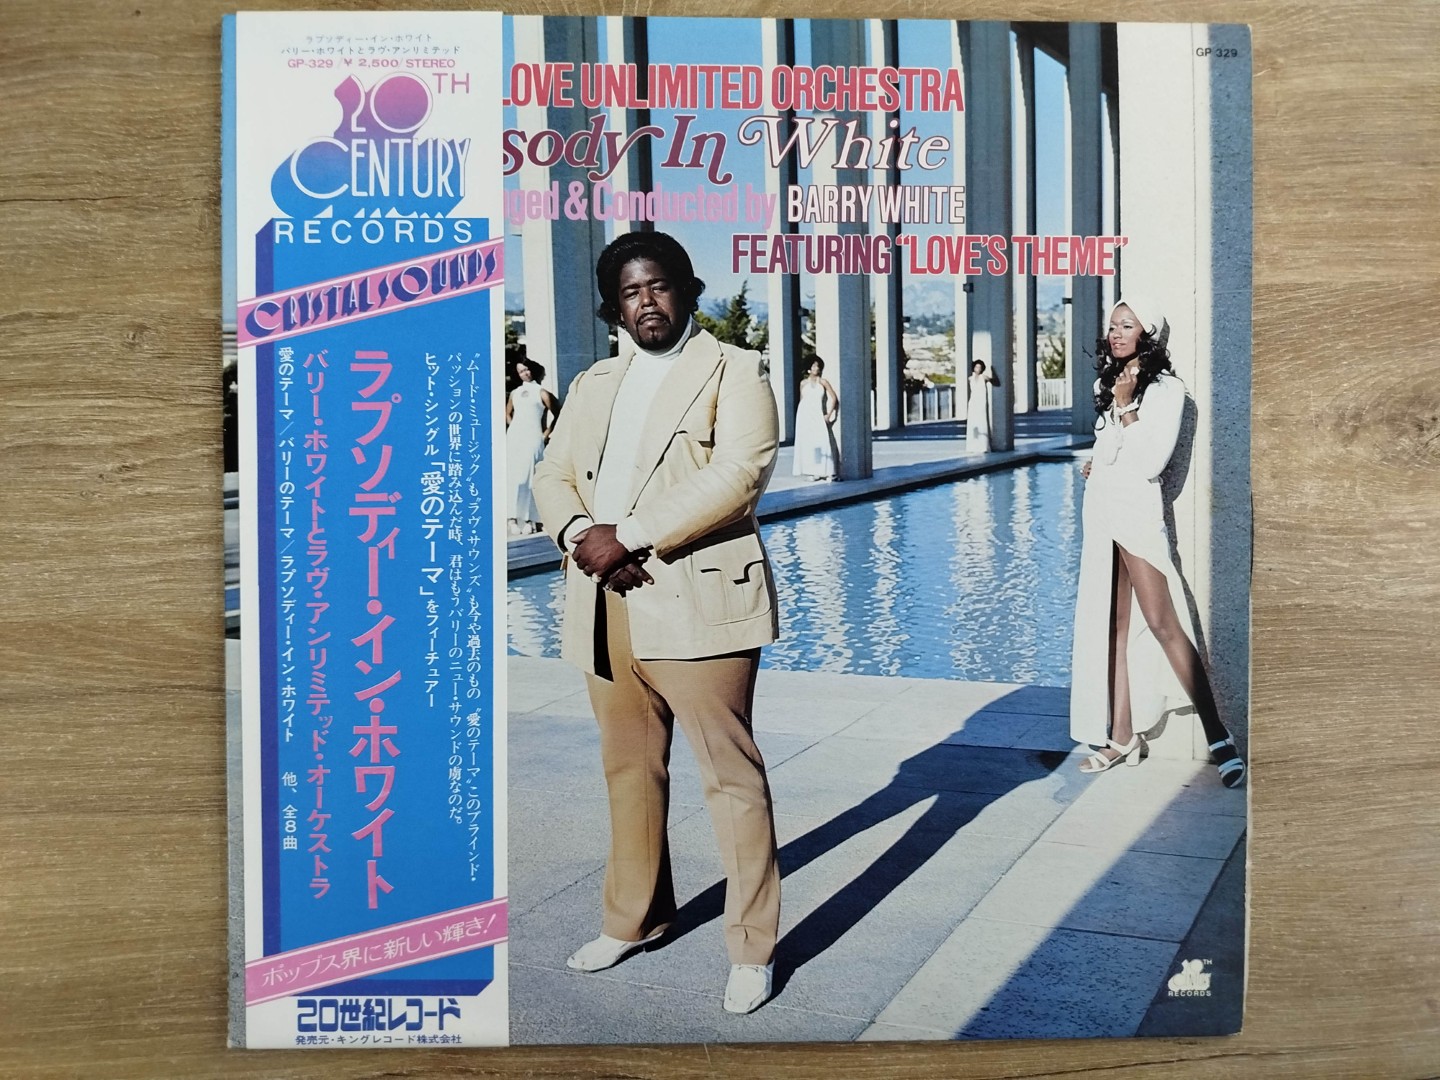 ラプソディー・イン・ホワイト
バリー・ホワイトとラヴ・アンリミテッド
GP-329/¥2,500/STEREO
20TH
CENTURY
RECORDS
CRYSTAL SOUNDS
"ムード・ミュージック"も"ラヴ・サウンズ"も今や過去のもの "愛のテーマ"このブラインド・
パッションの世界に踏み込んだ時、君はもうバリーのニュー・サウンドの虜なのだ。
ヒット・シングル「愛のテーマ」をフィーチュアー
ラプソディー・イン・ホワイト
バリー・ホワイトとラヴ・アンリミテッド・オーケストラ
愛のテーマ/バリーのテーマ/ラプソディー・イン・ホワイト 他、全8曲
ポップス界に新しい輝き!
20世紀レコード
発売元・キングレコード株式会社
GP 329
LOVE UNLIMITED ORCHESTRA
sody In White
nged & Conducted by BARRY WHITE
FEATURING "LOVE'S THEME"
20TH
CENTURY
RECORDS